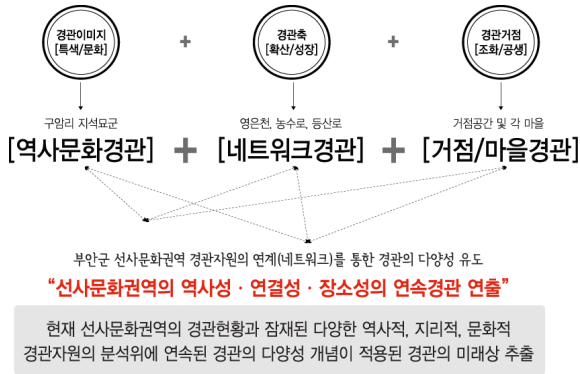 경관이미지
[특색/문화]
+
경관축
[확산/성장]
+
경관거점
[조화/공생]
구암리 지석묘군
영은천, 농수로, 등산로
거점공간 및 각 마을
[역사문화경관] + [네트워크경관] + [거점/마을경관]
부안군 선사문화권역 경관자원의 연계(네트워크)를 통한 경관의 다양성 유도
“선사문화권역의 역사성 · 연결성 · 장소성의 연속경관 연출”
현재 선사문화권역의 경관현황과 잠재된 다양한 역사적, 지리적, 문화적
경관자원의 분석위에 연속된 경관의 다양성 개념이 적용된 경관의 미래상 추출